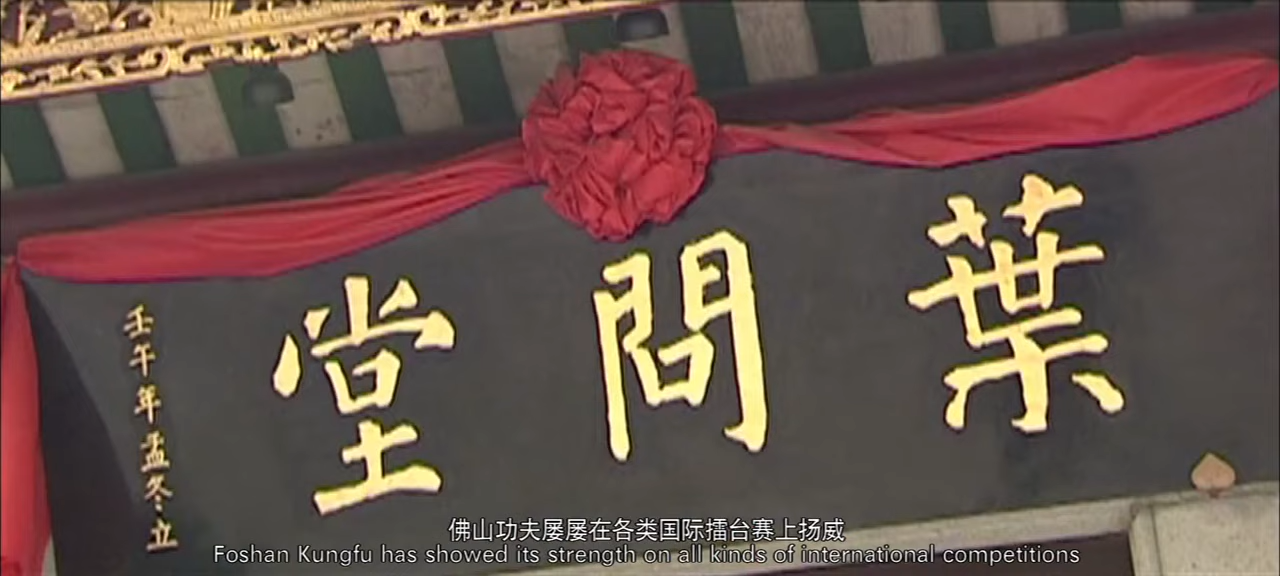 葉問堂
壬午年孟冬立
佛山功夫屡屡在各类国际擂台赛上扬威
Foshan Kungfu has showed its strength on all kinds of international competitions